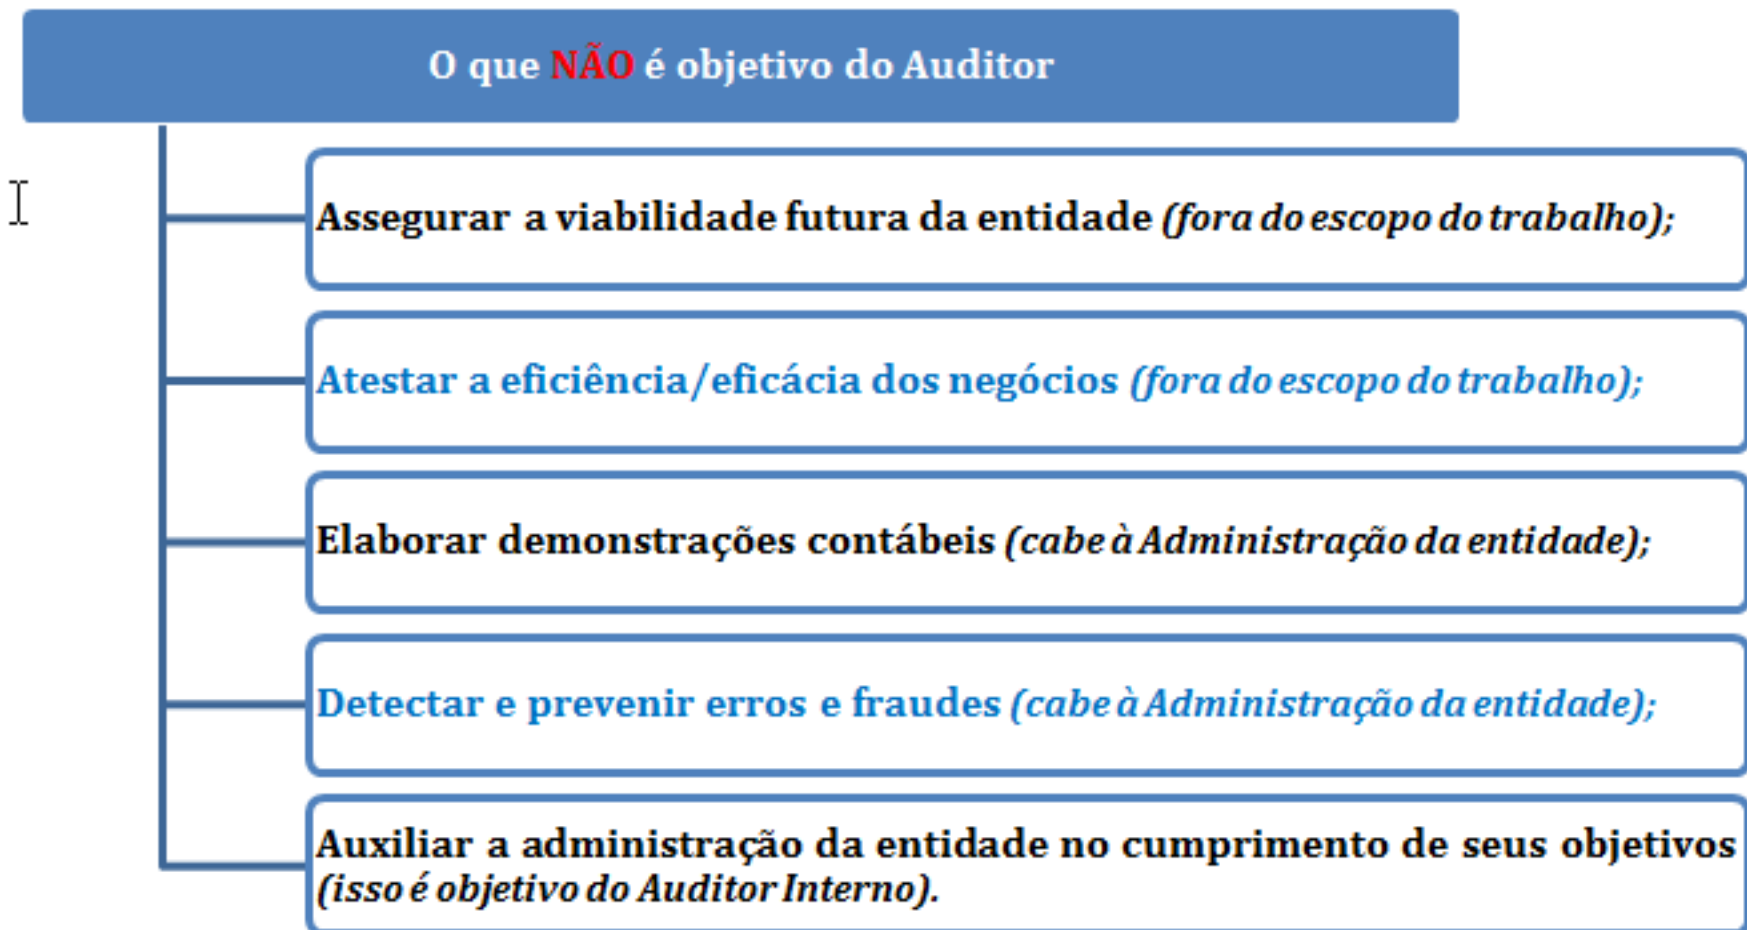 O que NÃO é objetivo do Auditor
Assegurar a viabilidade futura da entidade (fora do escopo do trabalho);
Atestar a eficiência/eficácia dos negócios (fora do escopo do trabalho);
Elaborar demonstrações contábeis (cabe à Administração da entidade);
Detectar e prevenir erros e fraudes (cabe à Administração da entidade);
Auxiliar a administração da entidade no cumprimento de seus objetivos
(isso é objetivo do Auditor Interno).